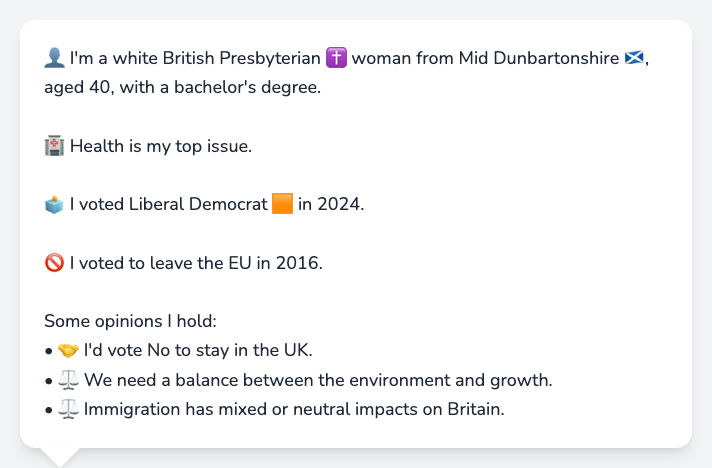 👤 I'm a white British Presbyterian ✝️ woman from Mid Dunbartonshire 🏴󠁧󠁢󠁳󠁣󠁴󠁿,
aged 40, with a bachelor's degree.
🏥 Health is my top issue.
🗳️ I voted Liberal Democrat 🟧 in 2024.
🚫 I voted to leave the EU in 2016.
Some opinions I hold:
• 🤝 I'd vote No to stay in the UK.
• ⚖️ We need a balance between the environment and growth.
• ⚖️ Immigration has mixed or neutral impacts on Britain.